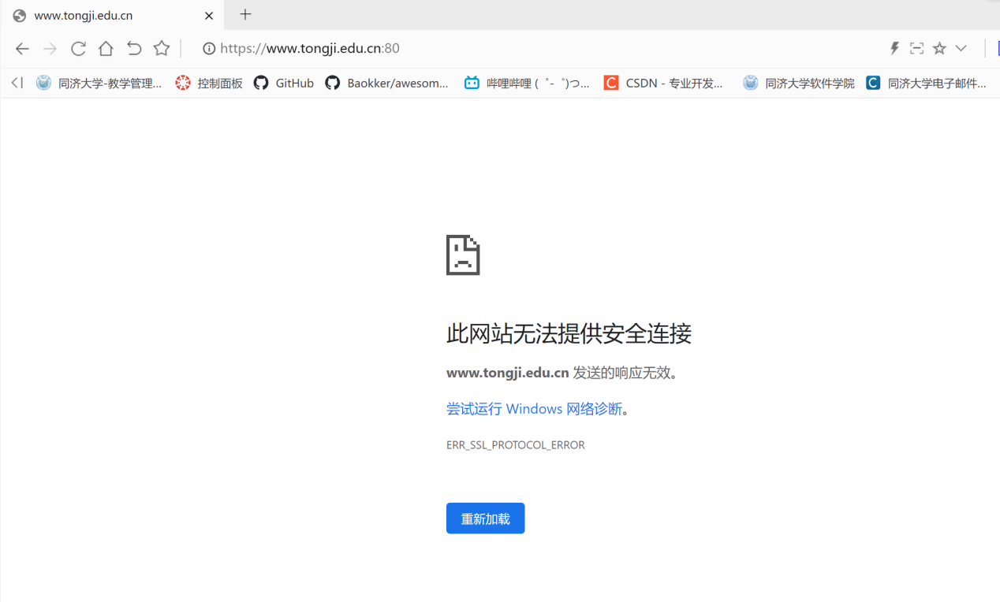 www.tongji.edu.cn
https://www.tongji.edu.cn:80
同济大学-教学管理... 控制面板 GitHub Baokker/awesom... 哔哩哔哩 ( ゜- ゜)つ... CSDN - 专业开发... 同济大学软件学院 同济大学电子邮件...
此网站无法提供安全连接
www.tongji.edu.cn 发送的响应无效。
尝试运行 Windows 网络诊断。
ERR_SSL_PROTOCOL_ERROR
重新加载